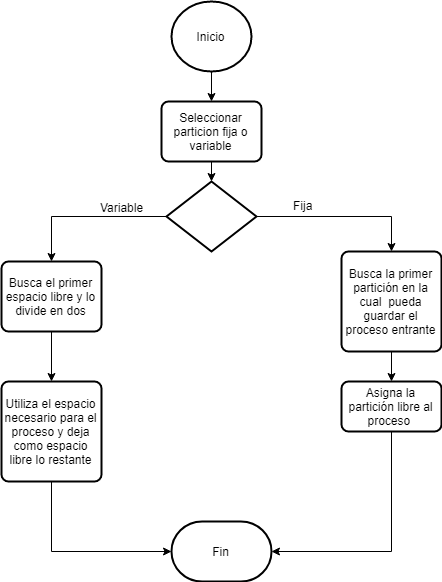 Inicio
Seleccionar
particion fija o
variable
Variable
Fija
Busca el primer
espacio libre y lo
divide en dos
Busca la primer
partición en la
cual pueda
guardar el
proceso entrante
Utiliza el espacio
necesario para el
proceso y deja
como espacio
libre lo restante
Asigna la
partición libre al
proceso
Fin